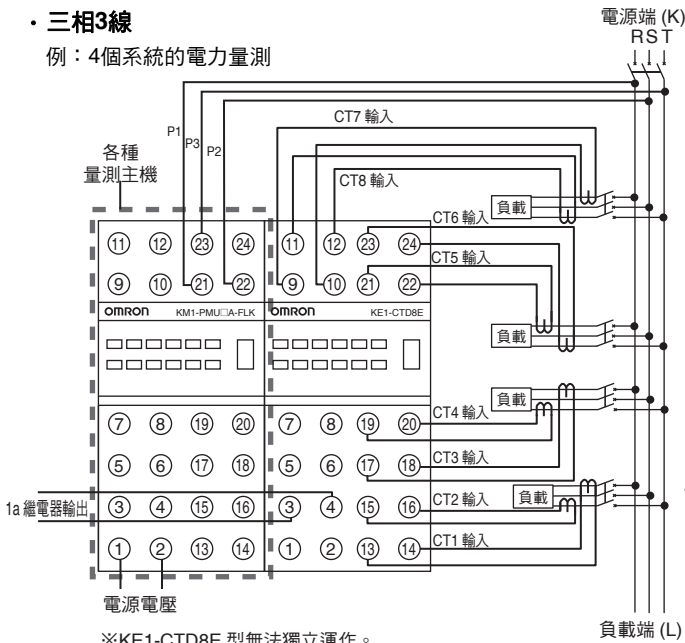 ・三相3線
電源端 (K)
R S T
例：4個系統的電力量測
CT7 輸入
P1
P3
P2
各種
量測主機
CT8 輸入
負載
CT6 輸入
⑪ ⑫ ㉓ ㉔ ⑪ ⑫ ㉓ ㉔
CT5 輸入
⑨ ⑩ ㉑ ㉒ ⑨ ⑩ ㉑ ㉒
OMRON KM1-PMU□A-FLK OMRON KE1-CTD8E
負載
負載
⑦ ⑧ ⑲ ⑳ ⑦ ⑧ ⑲ ⑳
CT4 輸入
⑤ ⑥ ⑰ ⑱ ⑤ ⑥ ⑰ ⑱
CT3 輸入
1a 繼電器輸出
③ ④ ⑮ ⑯ ③ ④ ⑮ ⑯
CT2 輸入
負載
① ② ⑬ ⑭ ① ② ⑬ ⑭
CT1 輸入
電源電壓
負載端 (L)
※KE1-CTD8E 型無法獨立運作。